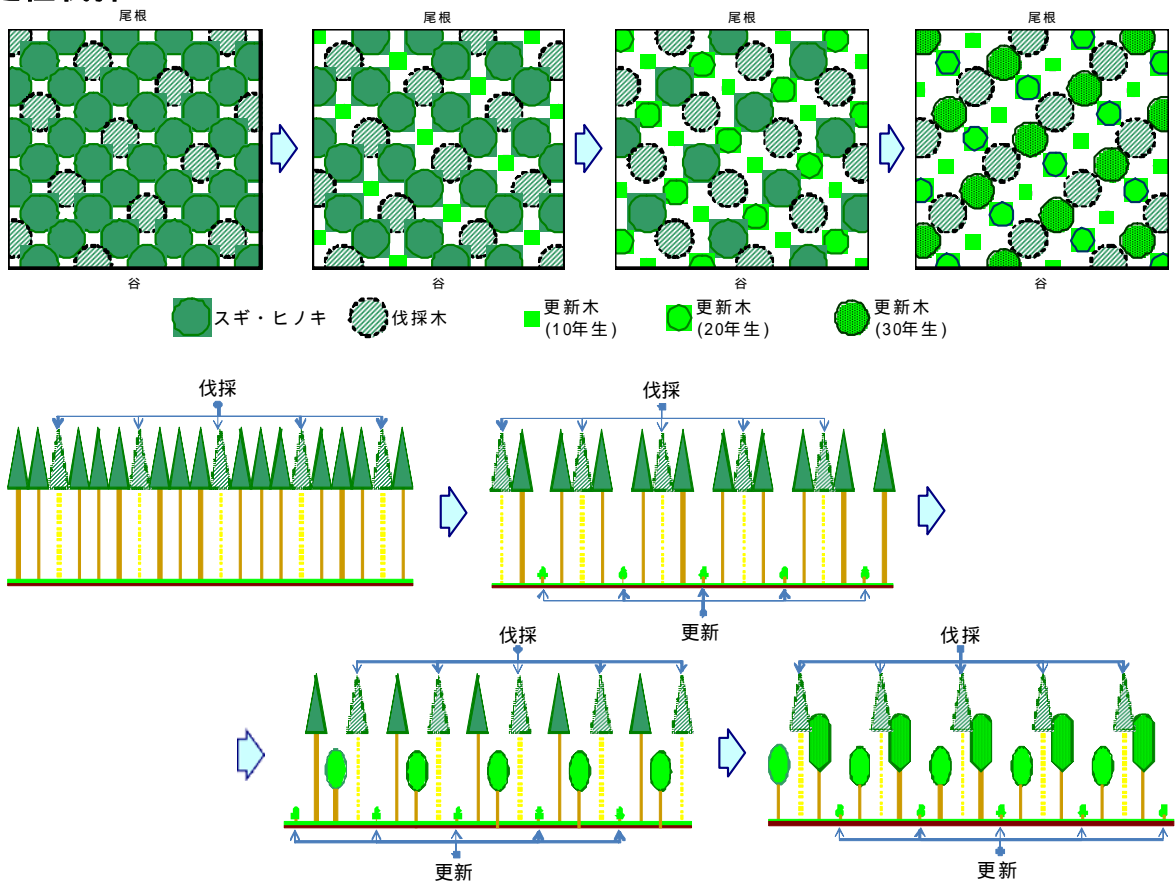 尾根
尾根
尾根
尾根
谷
谷
谷
谷
スギ・ヒノキ
伐採木
更新木
(10年生)
更新木
(20年生)
更新木
(30年生)
伐採
伐採
更新
伐採
伐採
更新
更新